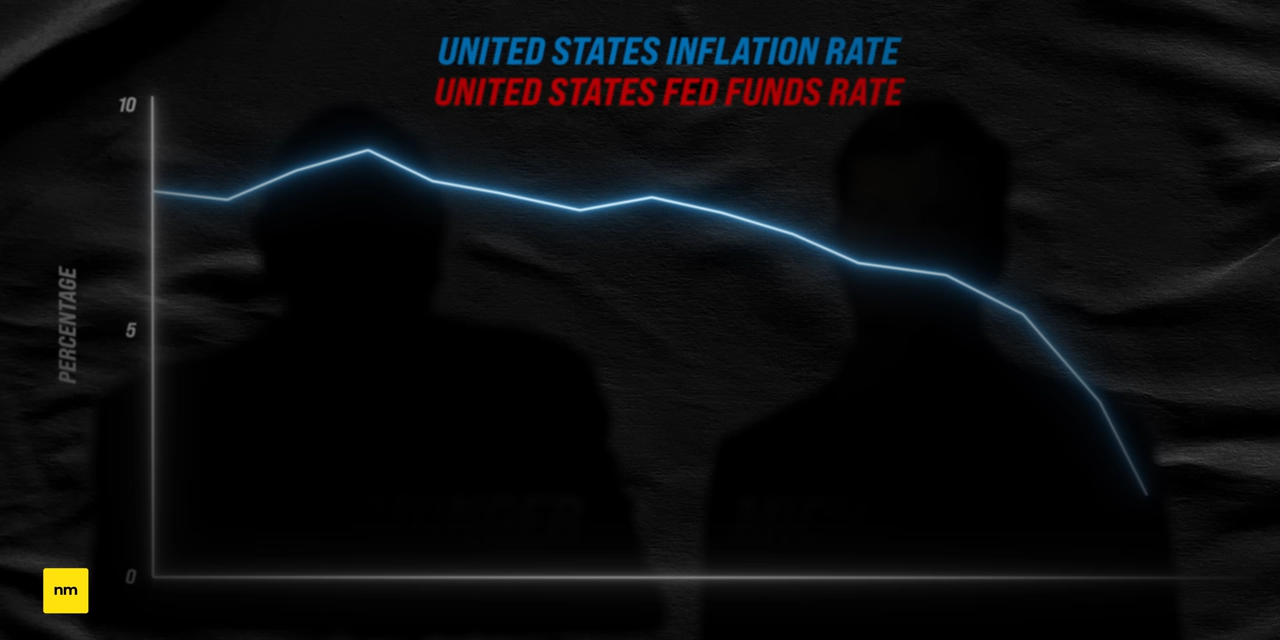 UNITED STATES INFLATION RATE
UNITED STATES FED FUNDS RATE
10
PERCENTAGE
5
0
nm